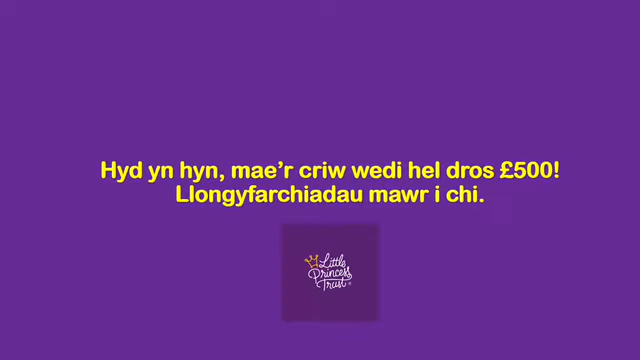 Hyd yn hyn, mae’r criw wedi hel dros £500!
Llongyfarchiadau mawr i chi.
Little
Princess
Trust